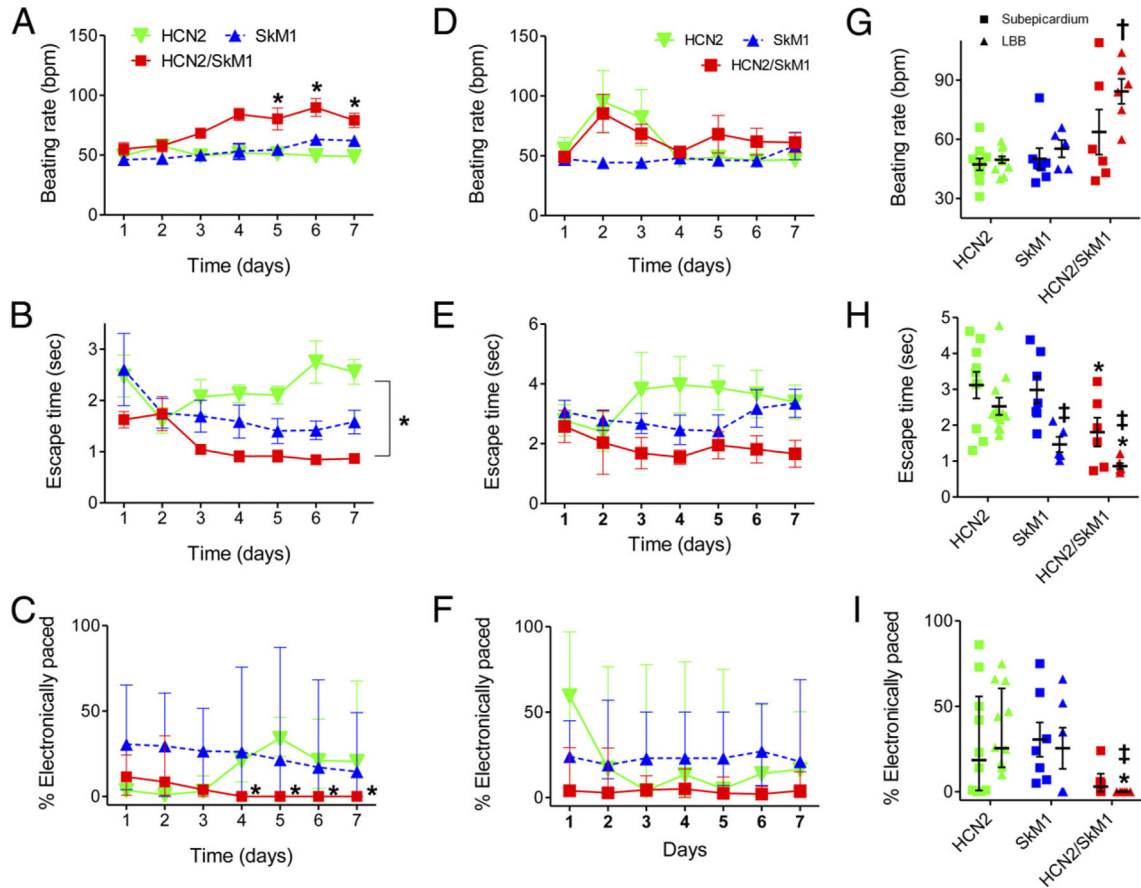 A
Beating rate (bpm)
150
100
50
0
HCN2
SkM1
HCN2/SkM1
* * *
1 2 3 4 5 6 7
Time (days)
D
Beating rate (bpm)
150
100
50
0
HCN2
SkM1
HCN2/SkM1
1 2 3 4 5 6 7
Time (days)
G
Beating rate (bpm)
90
60
30
Subepicardium
LBB
†
HCN2
SkM1
HCN2/SkM1
B
Escape time (sec)
3
2
1
0
*
1 2 3 4 5 6 7
Time (days)
E
Escape time (sec)
6
4
2
0
1 2 3 4 5 6 7
Time (days)
H
Escape time (sec)
5
4
3
2
1
0
‡
*
‡
*
HCN2
SkM1
HCN2/SkM1
C
% Electronically paced
100
50
0
* * * *
1 2 3 4 5 6 7
Time (days)
F
% Electronically paced
100
50
0
1 2 3 4 5 6 7
Days
I
% Electronically paced
100
50
0
‡
*
HCN2
SkM1
HCN2/SkM1